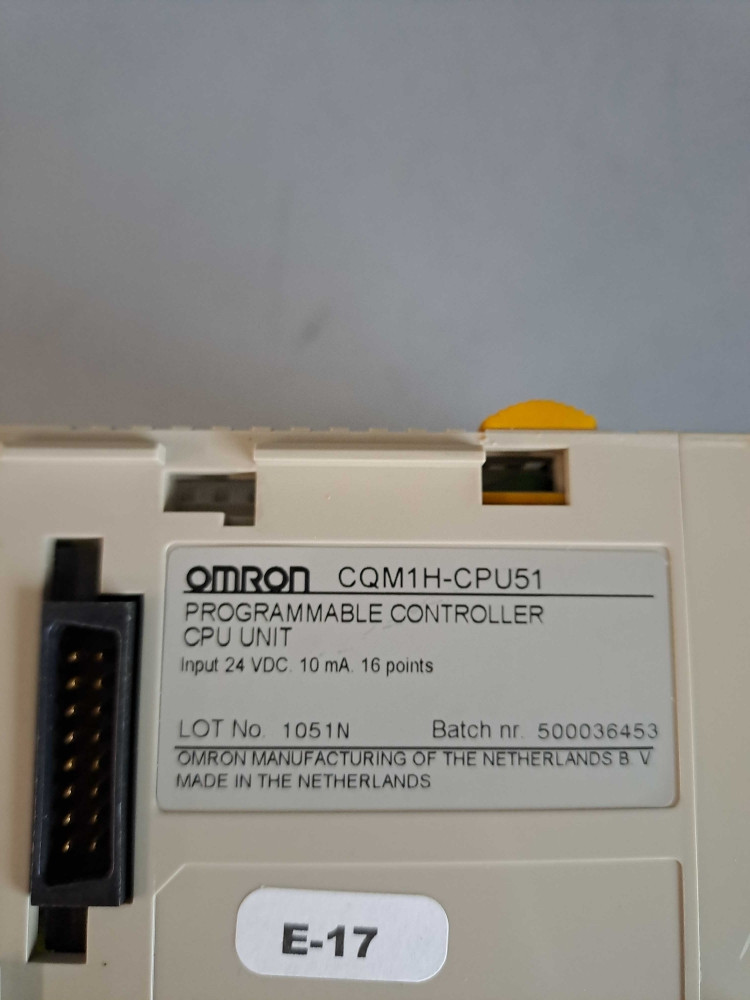 OMRON CQM1H-CPU51
PROGRAMMABLE CONTROLLER
CPU UNIT
Input 24 VDC. 10 mA. 16 points
LOT No. 1051N Batch nr. 500036453
OMRON MANUFACTURING OF THE NETHERLANDS B.V
MADE IN THE NETHERLANDS
E-17